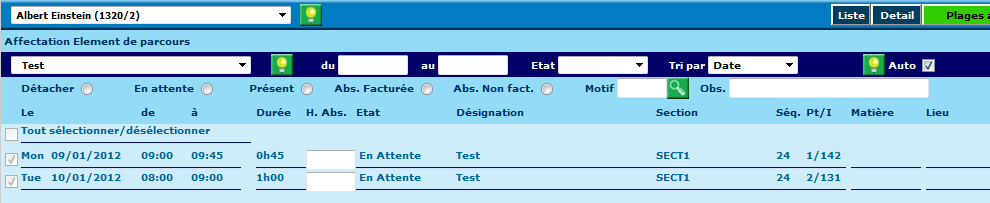 Albert Einstein (1320/2) Liste Detail Plages
Affectation Element de parcours
Test du au Etat Tri par Date Auto
Détacher En attente Présent Abs. Facturée Abs. Non fact. Motif Obs.
Le de à Durée H. Abs. Etat Désignation Section Séq. Pt/I Matière Lieu
Tout sélectionner/désélectionner
Mon 09/01/2012 09:00 09:45 0h45 En Attente Test SECT1 24 1/142
Tue 10/01/2012 08:00 09:00 1h00 En Attente Test SECT1 24 2/131